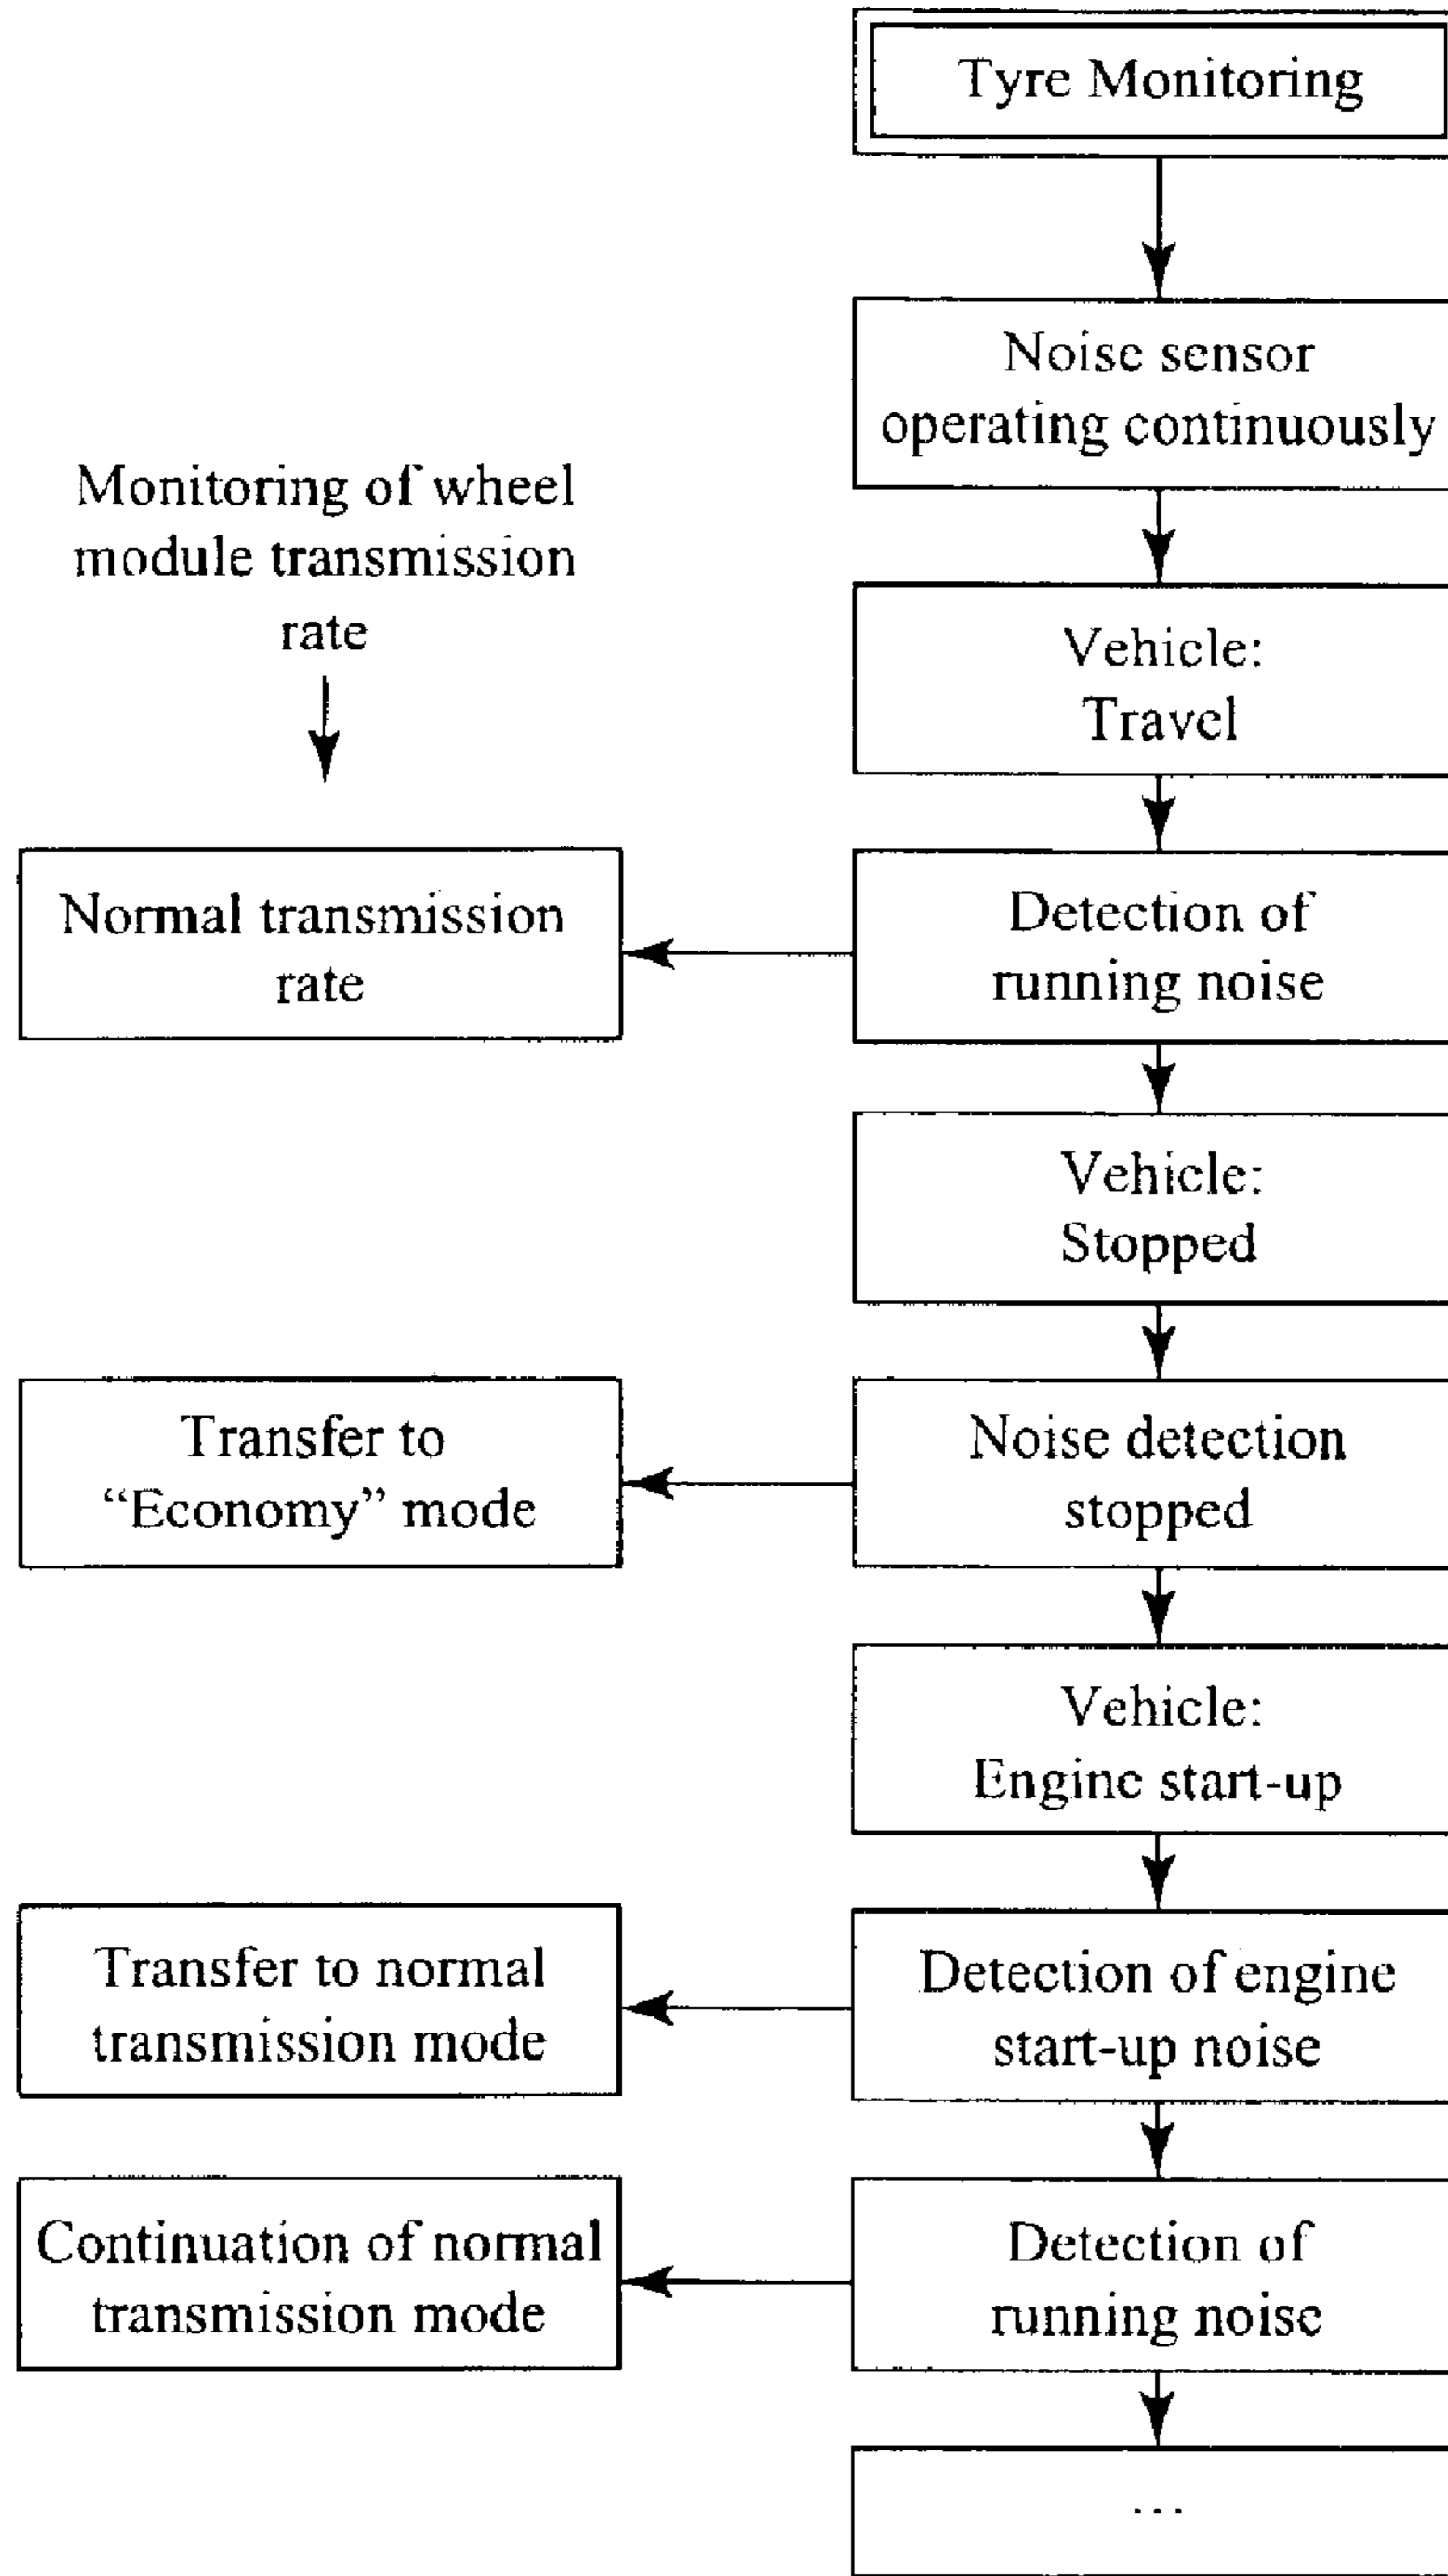 Tyre Monitoring
Noise sensor
operating continuously
Monitoring of wheel
module transmission
rate
Vehicle:
Travel
Normal transmission
rate
Detection of
running noise
Vehicle:
Stopped
Transfer to
“Economy” mode
Noise detection
stopped
Vehicle:
Engine start-up
Transfer to normal
transmission mode
Detection of engine
start-up noise
Continuation of normal
transmission mode
Detection of
running noise
...